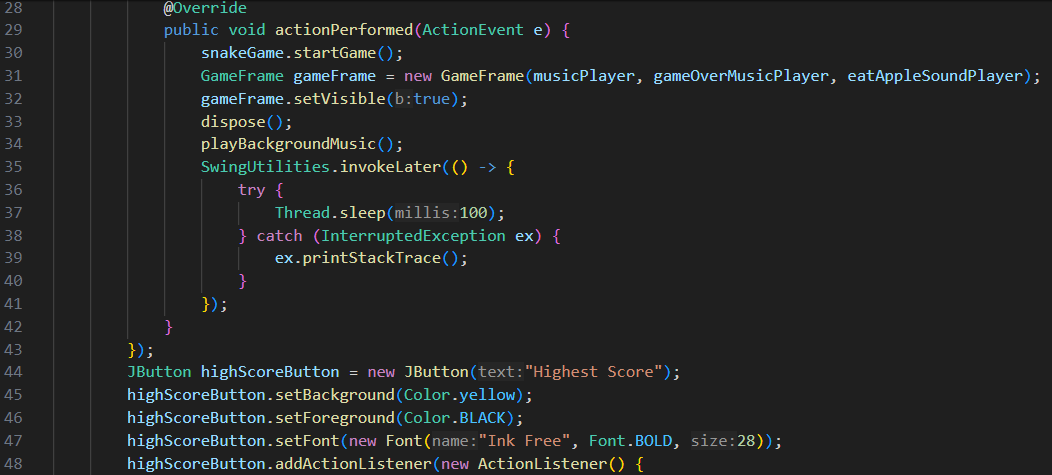 28 @Override
29 public void actionPerformed(ActionEvent e) {
30 snakeGame.startGame();
31 GameFrame gameFrame = new GameFrame(musicPlayer, gameOverMusicPlayer, eatAppleSoundPlayer);
32 gameFrame.setVisible(b:true);
33 dispose();
34 playBackgroundMusic();
35 SwingUtilities.invokeLater(() -> {
36 try {
37 Thread.sleep(millis:100);
38 } catch (InterruptedException ex) {
39 ex.printStackTrace();
40 }
41 });
42 }
43 });
44 JButton highScoreButton = new JButton(text:"Highest Score");
45 highScoreButton.setBackground(Color.yellow);
46 highScoreButton.setForeground(Color.BLACK);
47 highScoreButton.setFont(new Font(name:"Ink Free", Font.BOLD, size:28));
48 highScoreButton.addActionListener(new ActionListener() {